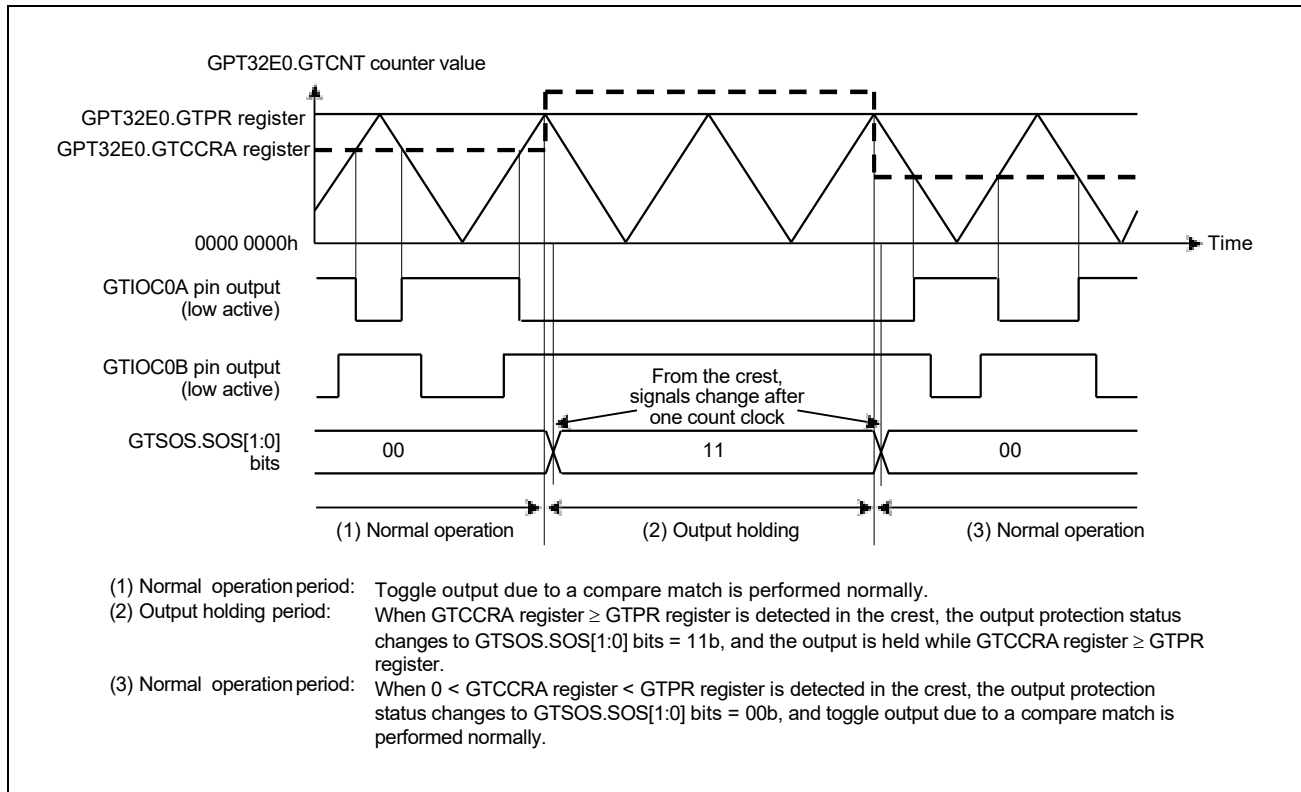 GPT32E0.GTCNT counter value
GPT32E0.GTPR register
GPT32E0.GTCCRA register
0000 0000h
Time
GTIOC0A pin output
(low active)
GTIOC0B pin output
(low active)
From the crest,
signals change after
one count clock
GTSOS.SOS[1:0]
bits
00
11
00
(1) Normal operation
(2) Output holding
(3) Normal operation
(1) Normal operation period: Toggle output due to a compare match is performed normally.
(2) Output holding period: When GTCCRA register ≥ GTPR register is detected in the crest, the output protection status
changes to GTSOS.SOS[1:0] bits = 11b, and the output is held while GTCCRA register ≥ GTPR
register.
(3) Normal operation period: When 0 < GTCCRA register < GTPR register is detected in the crest, the output protection
status changes to GTSOS.SOS[1:0] bits = 00b, and toggle output due to a compare match is
performed normally.